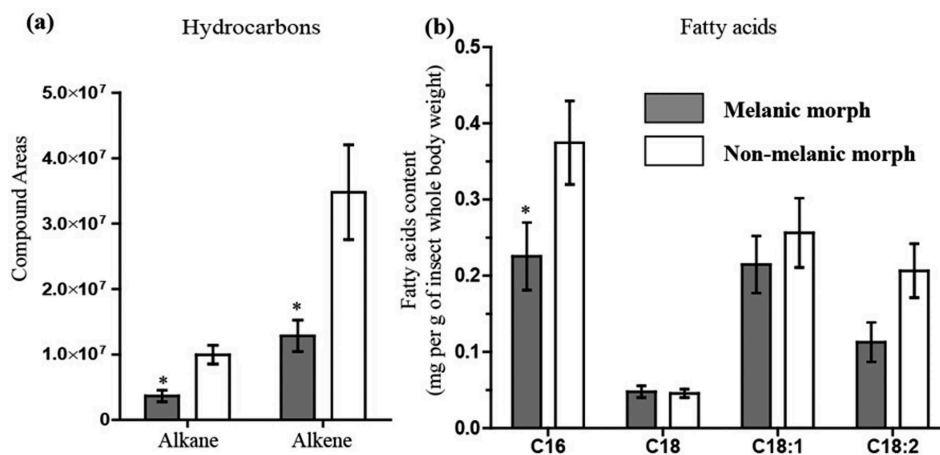 (a)
Hydrocarbons
Compound Areas
5.0×10⁷
4.0×10⁷
3.0×10⁷
2.0×10⁷
1.0×10⁷
0
*
*
Alkane
Alkene
(b)
Fatty acids
Fatty acids content
(mg per g of insect whole body weight)
0.5
0.4
0.3
0.2
0.1
0.0
Melanic morph
Non-melanic morph
*
C16
C18
C18:1
C18:2